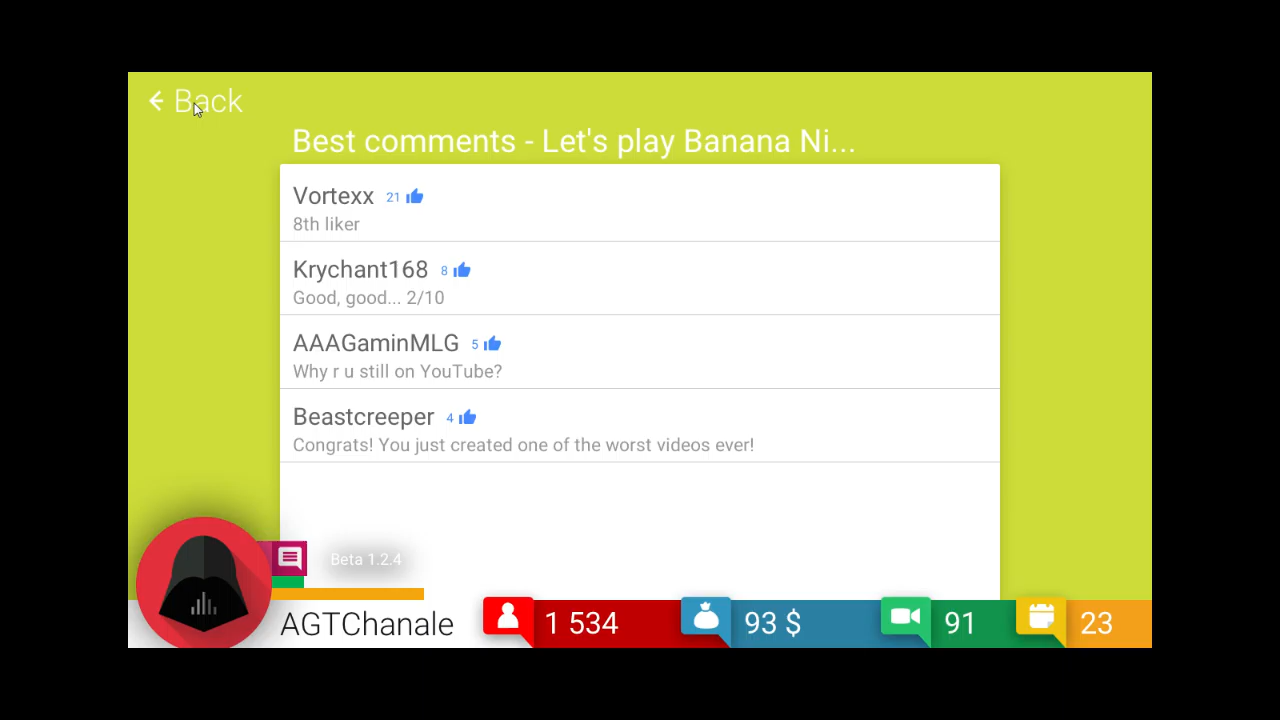 Back
Best comments - Let's play Banana Ni...
Vortexx 21
8th liker
Krychant168 8
Good, good... 2/10
AAAGaminMLG 5
Why r u still on YouTube?
Beastcreeper 4
Congrats! You just created one of the worst videos ever!
Beta 1.2.4
AGTChanale 1 534 93 $ 91 23